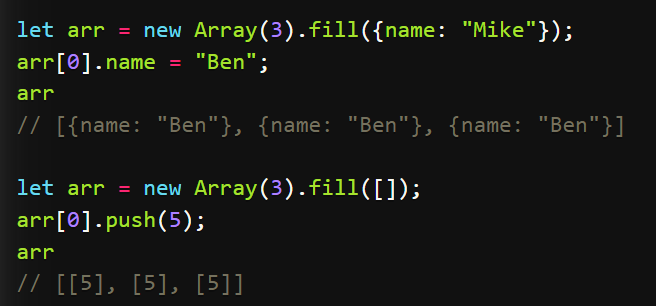 let arr = new Array(3).fill({name: "Mike"});
arr[0].name = "Ben";
arr
// [{name: "Ben"}, {name: "Ben"}, {name: "Ben"}]
let arr = new Array(3).fill([]);
arr[0].push(5);
arr
// [[5], [5], [5]]